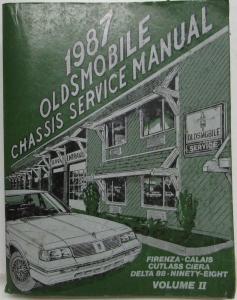 1987
OLDSMOBILE
CHASSIS SERVICE MANUAL
OLDSMOBILE
SERVICE
FIRENZA-CALAIS
CUTLASS CIERA
DELTA 88-NINETY-EIGHT
VOLUME II